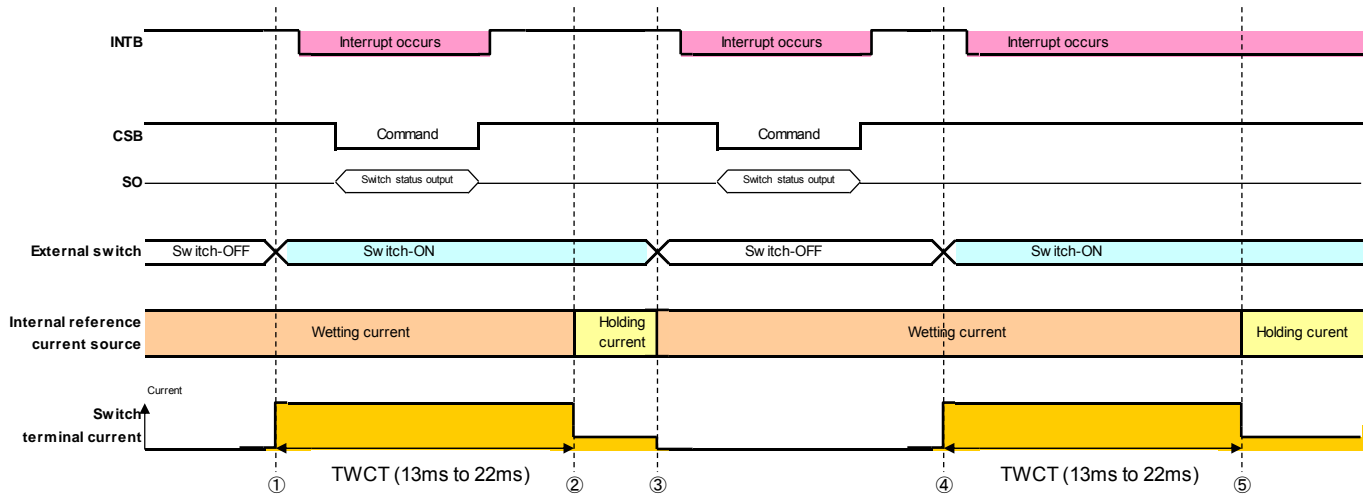 INTB
Interrupt occurs
Interrupt occurs
Interrupt occurs
CSB
Command
Command
SO
Switch status output
Switch status output
External switch
Switch-OFF
Switch-ON
Switch-OFF
Switch-ON
Internal reference
current source
Wetting current
Holding
current
Wetting current
Holding curent
Current
Switch
terminal current
TWCT (13ms to 22ms)
TWCT (13ms to 22ms)
① ② ③ ④ ⑤